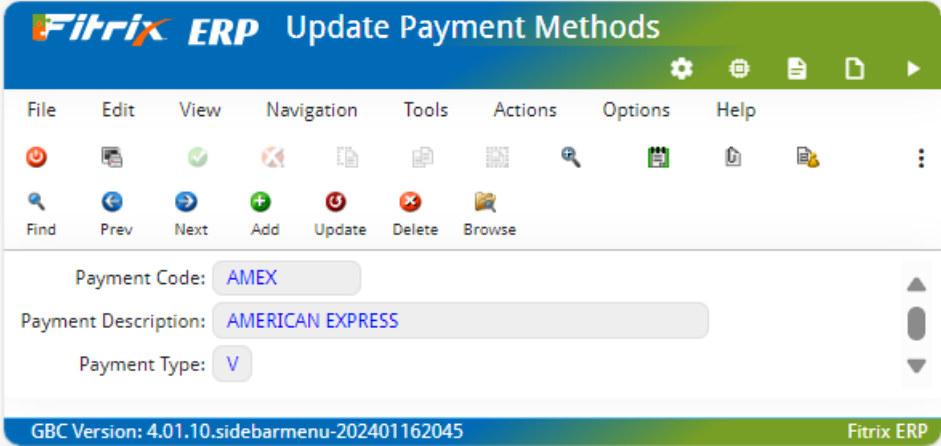 Fitrix ERP Update Payment Methods
File Edit View Navigation Tools Actions Options Help
Find Prev Next Add Update Delete Browse
Payment Code: AMEX
Payment Description: AMERICAN EXPRESS
Payment Type: V
GBC Version: 4.01.10.sidebarmenu-202401162045 Fitrix ERP